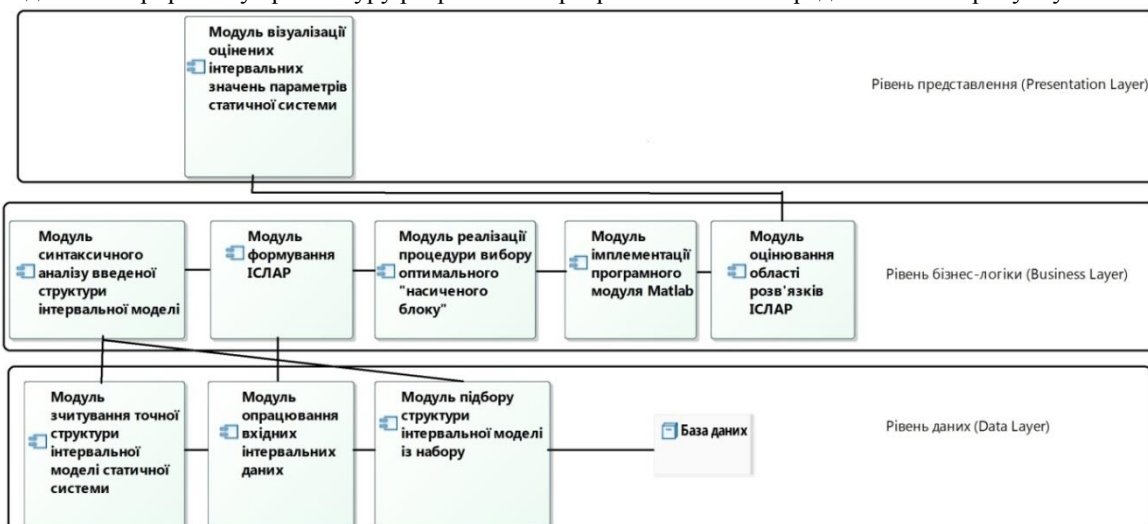 Модуль візуалізації
оцінених
інтервальних
значень параметрів
статичної системи
Рівень представлення (Presentation Layer)
Модуль
синтаксичного
аналізу введеної
структури
інтервальної моделі
Модуль
формування
ІСЛАР
Модуль реалізації
процедури вибору
оптимального
"насиченого
блоку"
Модуль
імплементації
програмного
модуля Matlab
Модуль
оцінювання
області
розв'язків
ІСЛАР
Рівень бізнес-логіки (Business Layer)
Модуль
зчитування точної
структури
інтервальної
моделі статичної
системи
Модуль
опрацювання
вхідних
інтервальних
даних
Модуль підбору
структури
інтервальної моделі
із набору
База даних
Рівень даних (Data Layer)